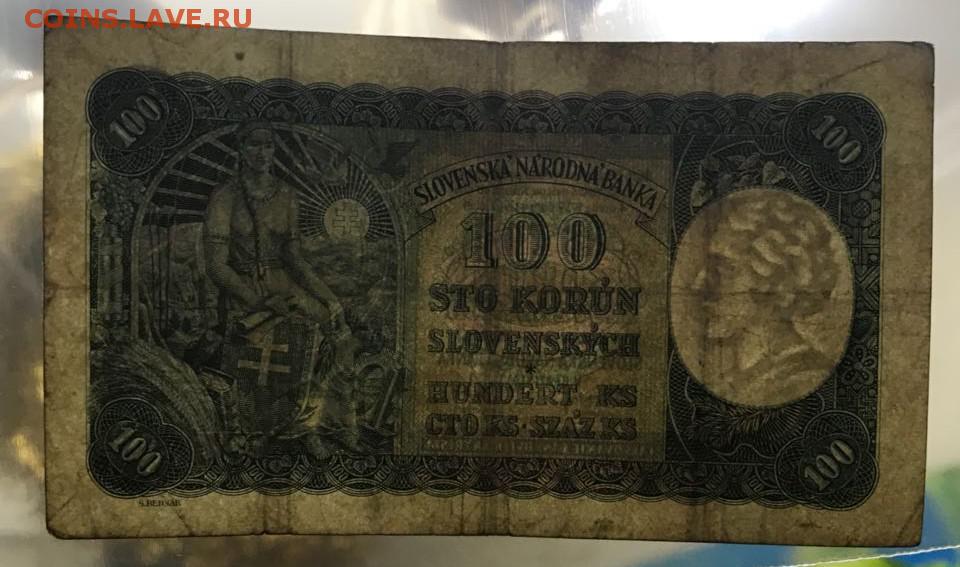 COINS.LAVE.RU
100
100
SLOVENSKÁ NÁRODNÁ BANKA
100
STO KORÚN
SLOVENSKÝCH
*
HUNDERT KS
СТО KS · SZÁZ KS
100
100
Š. BEDNÁR